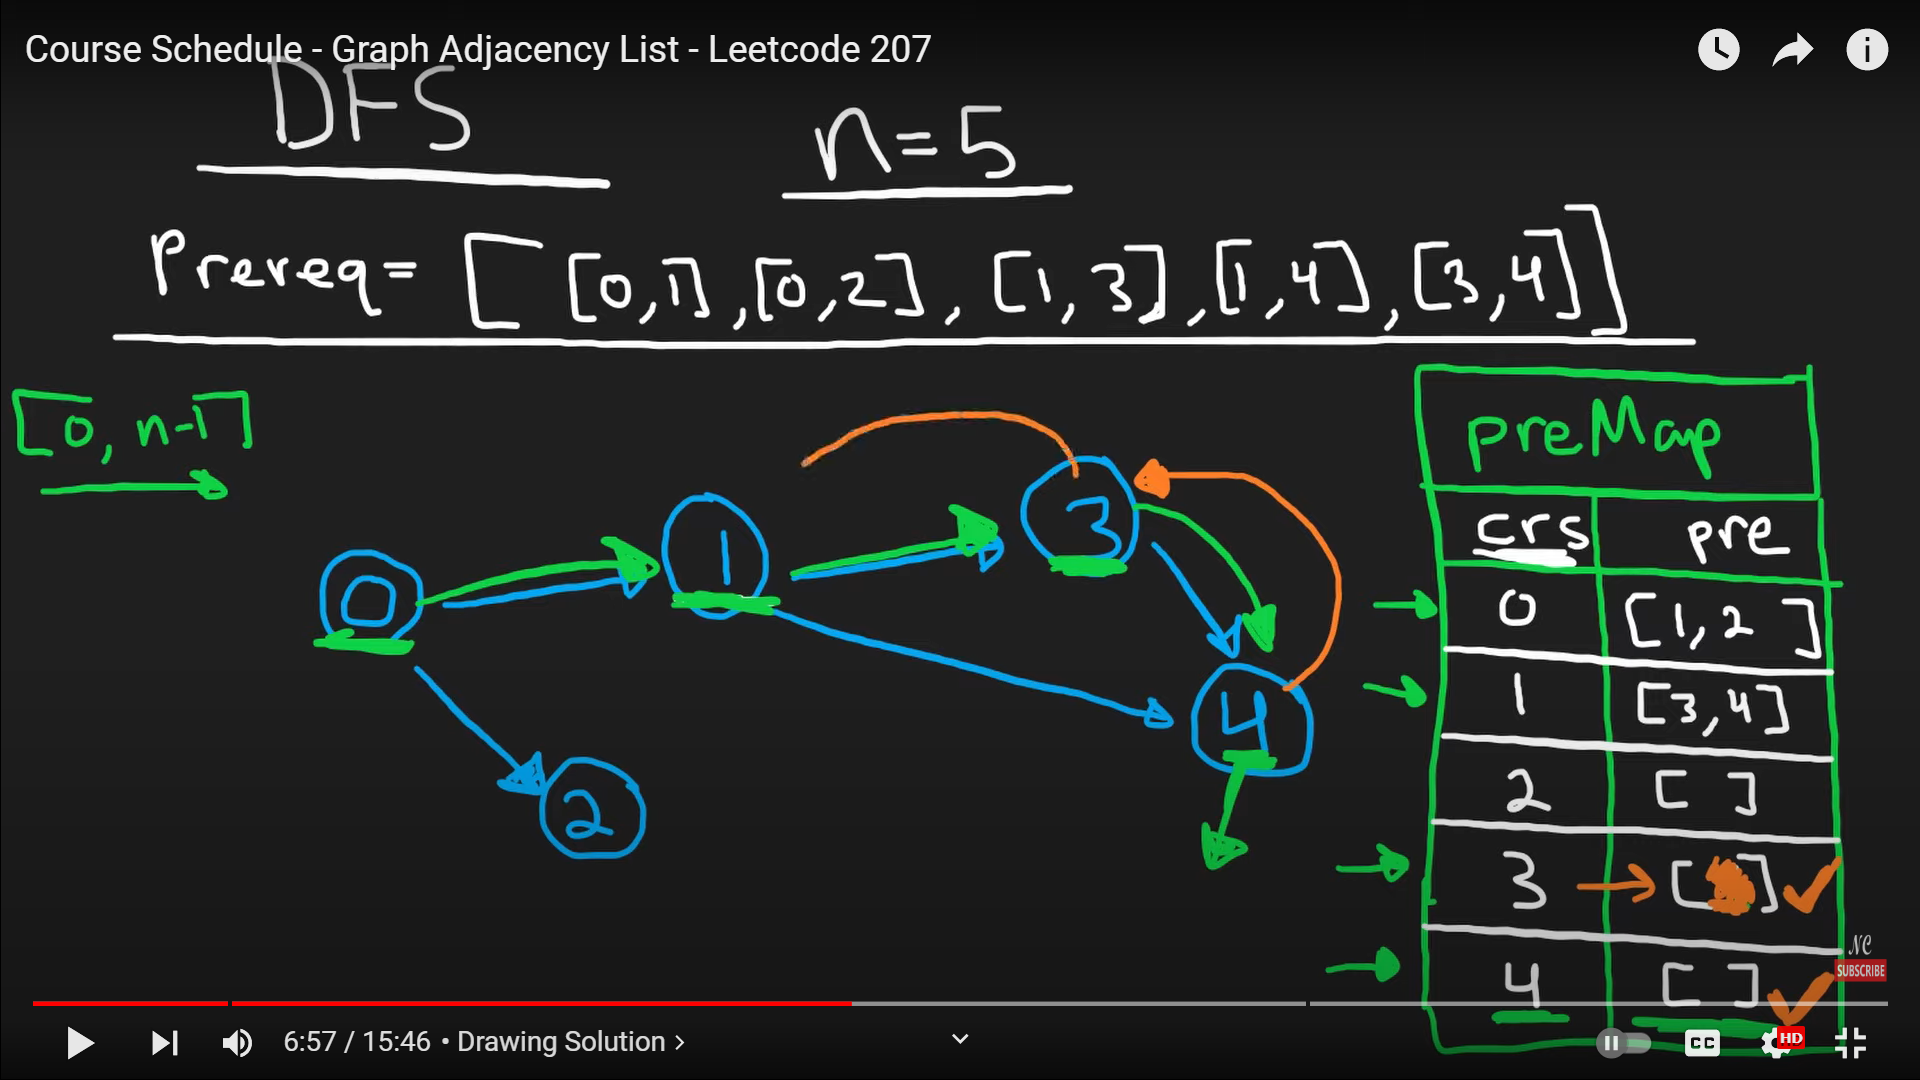 Course Schedule - Graph Adjacency List - Leetcode 207
DFS
n=5
Prereq= [ [0,1] ,[0,2] , [1,3] ,[1,4] ,[3,4] ]
[0, n-1]
preMap
crs pre
0 [1,2 ]
1 [3,4]
2 [ ]
3 [ ]
4 [ ]
0
1
3
4
2
NC
SUBSCRIBE
6:57 / 15:46 • Drawing Solution >
CC
HD